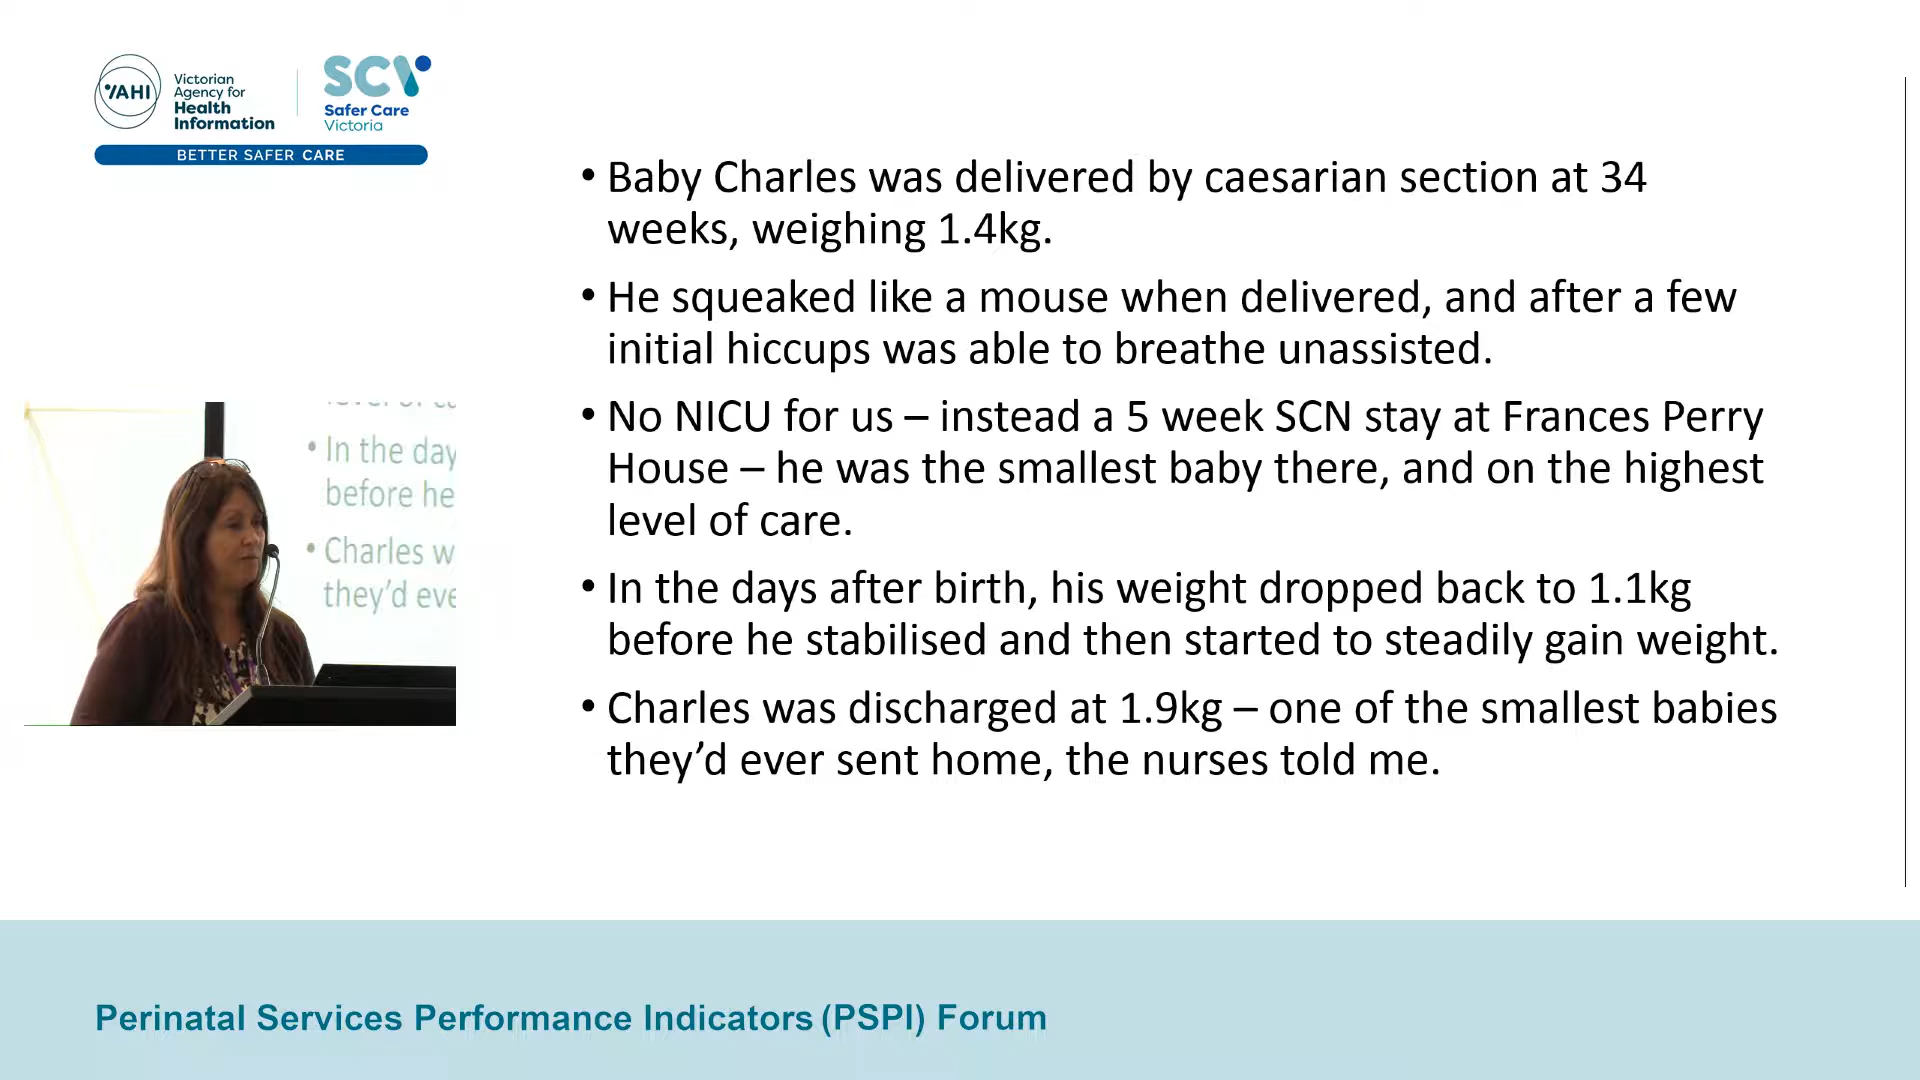 VAHI
Victorian
Agency for
Health
Information
SCV
Safer Care
Victoria
BETTER SAFER CARE
• Baby Charles was delivered by caesarian section at 34
weeks, weighing 1.4kg.
• He squeaked like a mouse when delivered, and after a few
initial hiccups was able to breathe unassisted.
• No NICU for us – instead a 5 week SCN stay at Frances Perry
House – he was the smallest baby there, and on the highest
level of care.
• In the days after birth, his weight dropped back to 1.1kg
before he stabilised and then started to steadily gain weight.
• Charles was discharged at 1.9kg – one of the smallest babies
they’d ever sent home, the nurses told me.
• In the day
before he
• Charles w
they’d eve
Perinatal Services Performance Indicators (PSPI) Forum